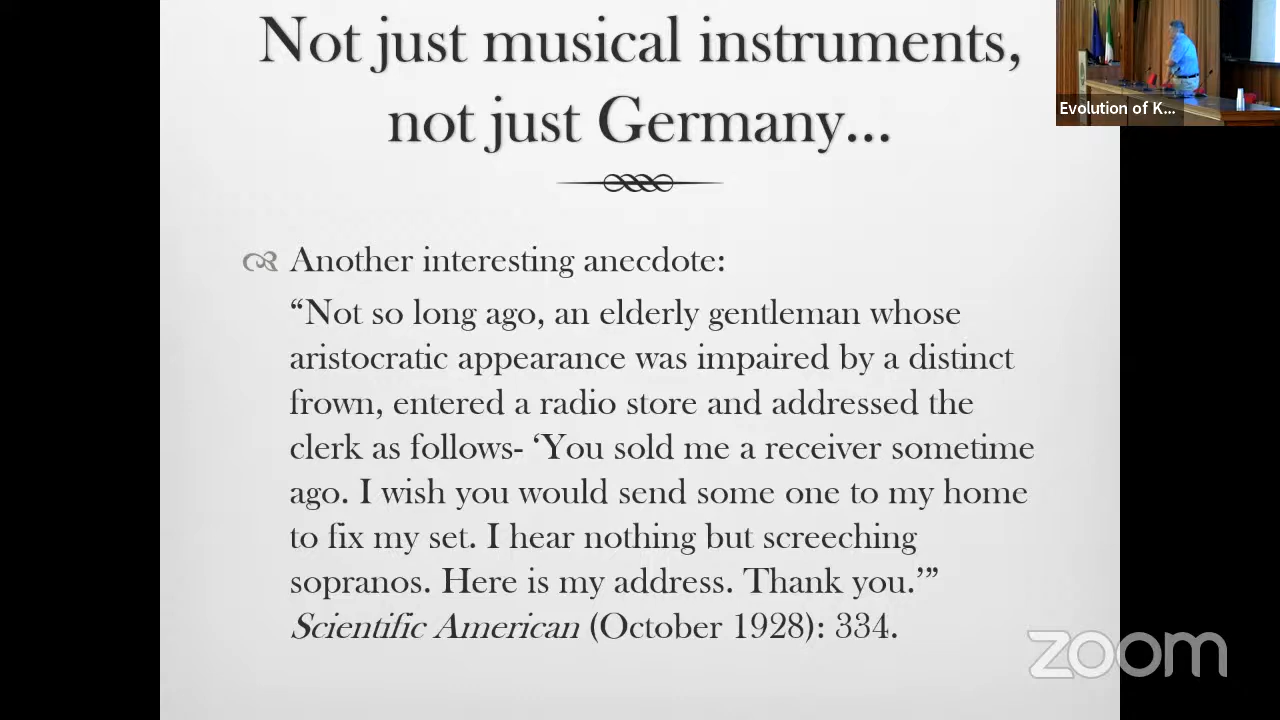 Not just musical instruments,
not just Germany...
Another interesting anecdote:
“Not so long ago, an elderly gentleman whose
aristocratic appearance was impaired by a distinct
frown, entered a radio store and addressed the
clerk as follows- ‘You sold me a receiver sometime
ago. I wish you would send some one to my home
to fix my set. I hear nothing but screeching
sopranos. Here is my address. Thank you.’”
Scientific American (October 1928): 334.
Evolution of K...
zoom